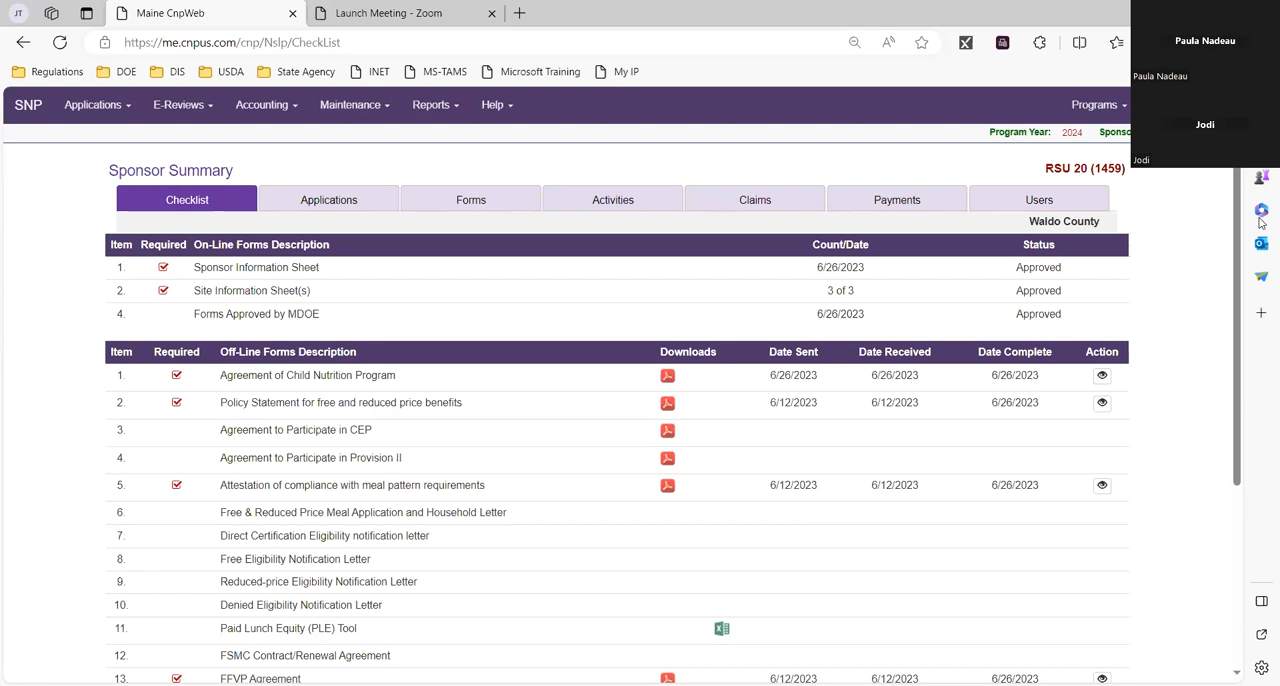 JT Maine CnpWeb Launch Meeting - Zoom
https://me.cnpus.com/cnp/Nslp/CheckList
Regulations DOE DIS USDA State Agency INET MS-TAMS Microsoft Training My IP
Paula Nadeau
Paula Nadeau
Jodi
Jodi
SNP Applications E-Reviews Accounting Maintenance Reports Help Programs
Program Year: 2024 Sponso
Sponsor Summary RSU 20 (1459)
Checklist Applications Forms Activities Claims Payments Users
Waldo County
Item Required On-Line Forms Description Count/Date Status
1. Sponsor Information Sheet 6/26/2023 Approved
2. Site Information Sheet(s) 3 of 3 Approved
4. Forms Approved by MDOE 6/26/2023 Approved
Item Required Off-Line Forms Description Downloads Date Sent Date Received Date Complete Action
1. Agreement of Child Nutrition Program 6/26/2023 6/26/2023 6/26/2023
2. Policy Statement for free and reduced price benefits 6/12/2023 6/12/2023 6/26/2023
3. Agreement to Participate in CEP
4. Agreement to Participate in Provision II
5. Attestation of compliance with meal pattern requirements 6/12/2023 6/12/2023 6/26/2023
6. Free & Reduced Price Meal Application and Household Letter
7. Direct Certification Eligibility notification letter
8. Free Eligibility Notification Letter
9. Reduced-price Eligibility Notification Letter
10. Denied Eligibility Notification Letter
11. Paid Lunch Equity (PLE) Tool
12. FSMC Contract/Renewal Agreement
13. FFVP Agreement 6/12/2023 6/12/2023 6/26/2023